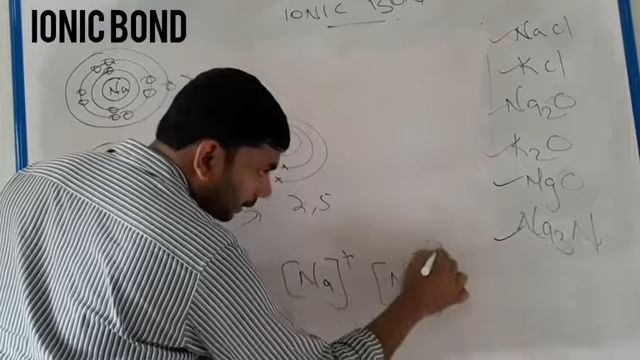 IONIC BOND
IONIC
NaCl
KCl
Na2O
K2O
MgO
Na3N
Na
2,5
[Na]+ [N